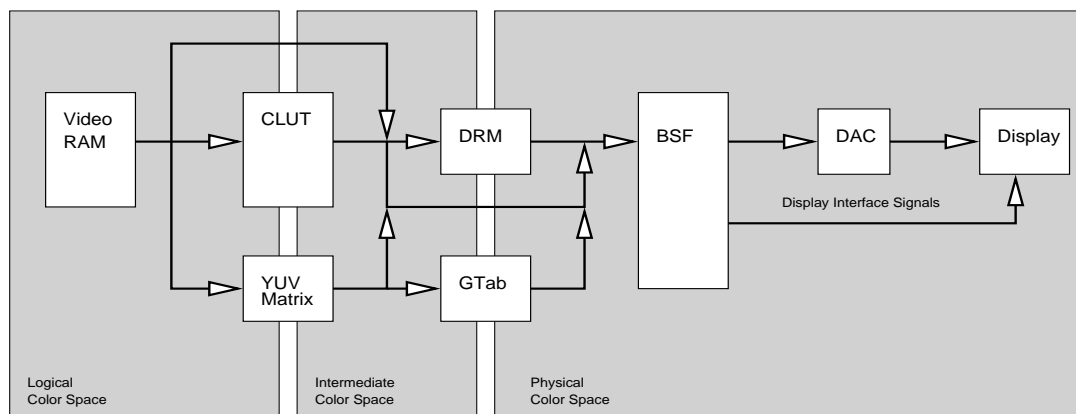 Video
RAM
CLUT
YUV
Matrix
DRM
GTab
BSF
DAC
Display
Display Interface Signals
Logical
Color Space
Intermediate
Color Space
Physical
Color Space